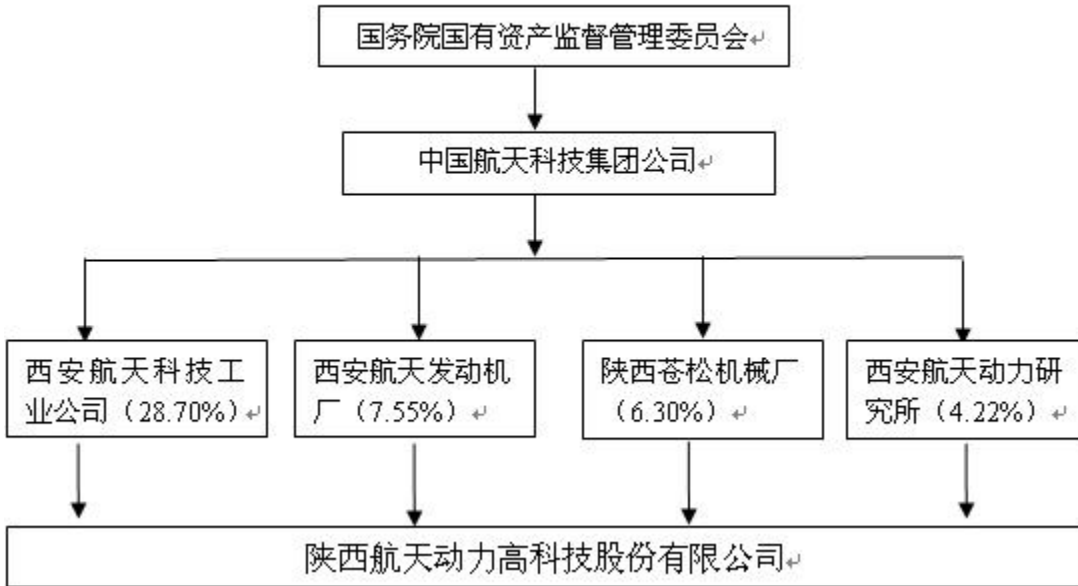 国务院国有资产监督管理委员会
中国航天科技集团公司
西安航天科技工
业公司（28.70%）
西安航天发动机
厂（7.55%）
陕西苍松机械厂
（6.30%）
西安航天动力研
究所（4.22%）
陕西航天动力高科技股份有限公司